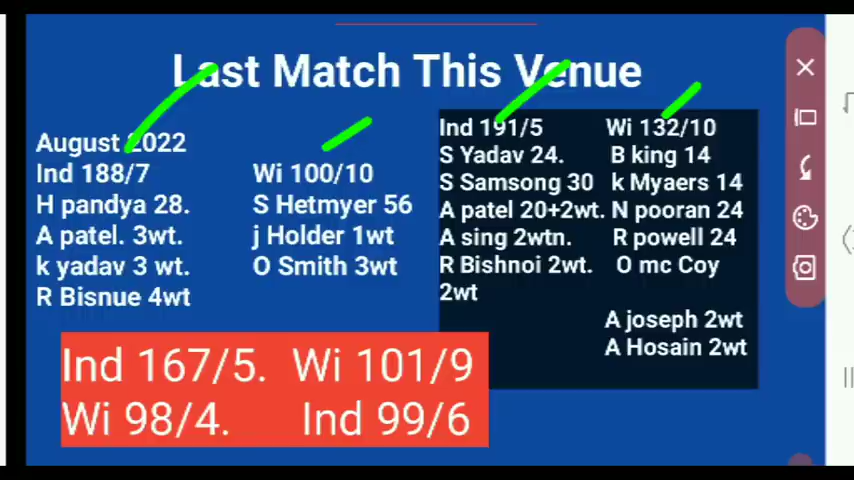 Last Match This Venue
August 2022
Ind 188/7
H pandya 28.
A patel. 3wt.
k yadav 3 wt.
R Bisnue 4wt
Wi 100/10
S Hetmyer 56
j Holder 1wt
O Smith 3wt
Ind 191/5
S Yadav 24.
S Samsong 30
A patel 20+2wt.
A sing 2wtn.
R Bishnoi 2wt.
2wt
Wi 132/10
B king 14
k Myaers 14
N pooran 24
R powell 24
O mc Coy
A joseph 2wt
A Hosain 2wt
Ind 167/5. Wi 101/9
Wi 98/4. Ind 99/6